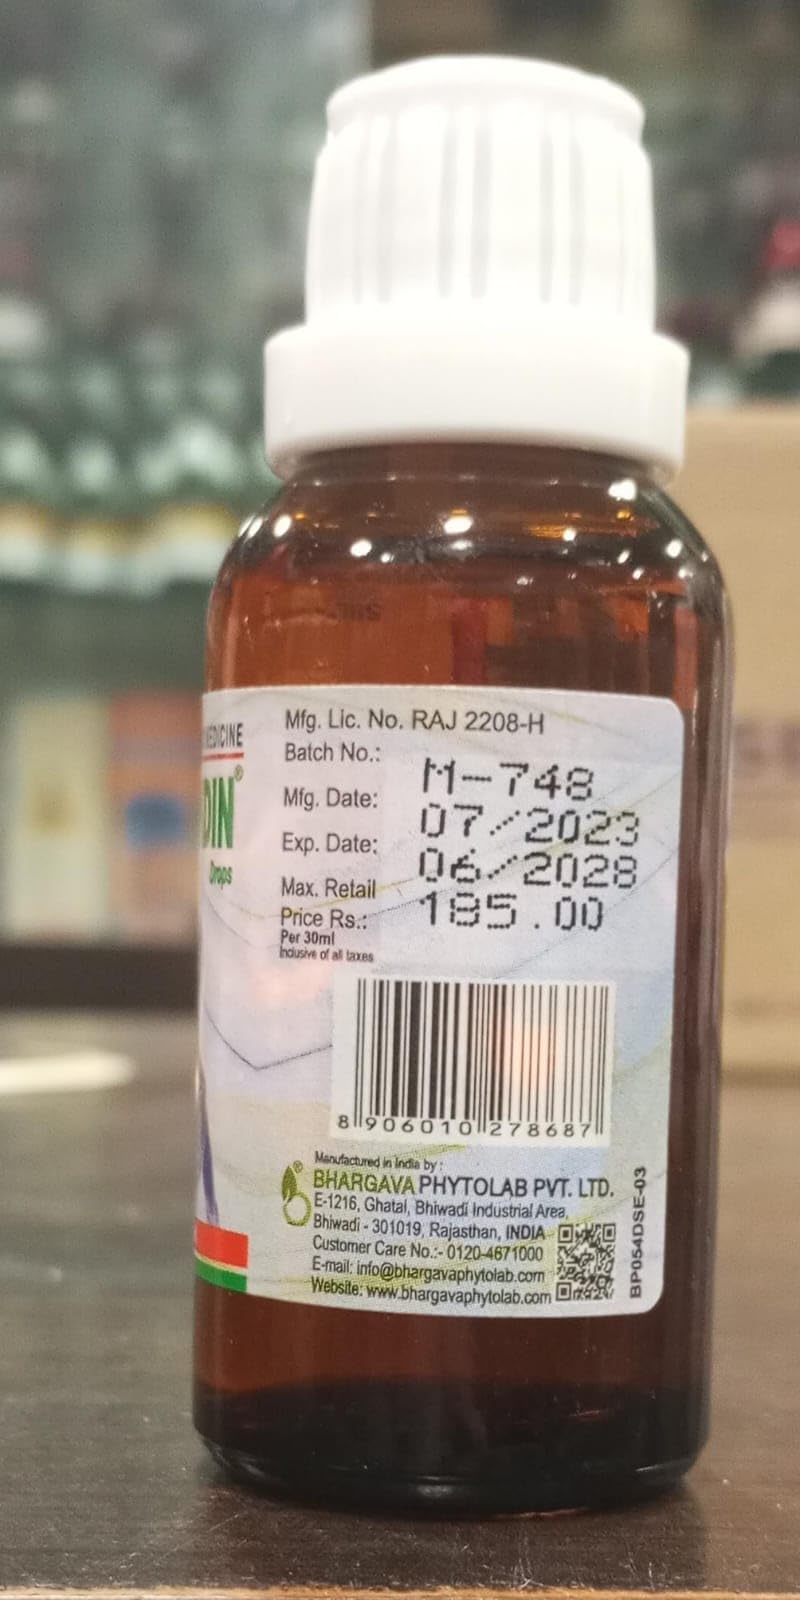 MEDICINE
DIN®
Drops
Mfg. Lic. No. RAJ 2208-H
Batch No.: M-748
Mfg. Date: 07/2023
Exp. Date: 06/2028
Max. Retail
Price Rs.: 185.00
Per 30ml
Inclusive of all taxes
8 906010 278687
Manufactured in India by :
BHARGAVA PHYTOLAB PVT. LTD.
E-1216, Ghatal, Bhiwadi Industrial Area,
Bhiwadi - 301019, Rajasthan, INDIA
Customer Care No.:- 0120-4671000
E-mail: info@bhargavaphytolab.com
Website: www.bhargavaphytolab.com
BP054DSE-03